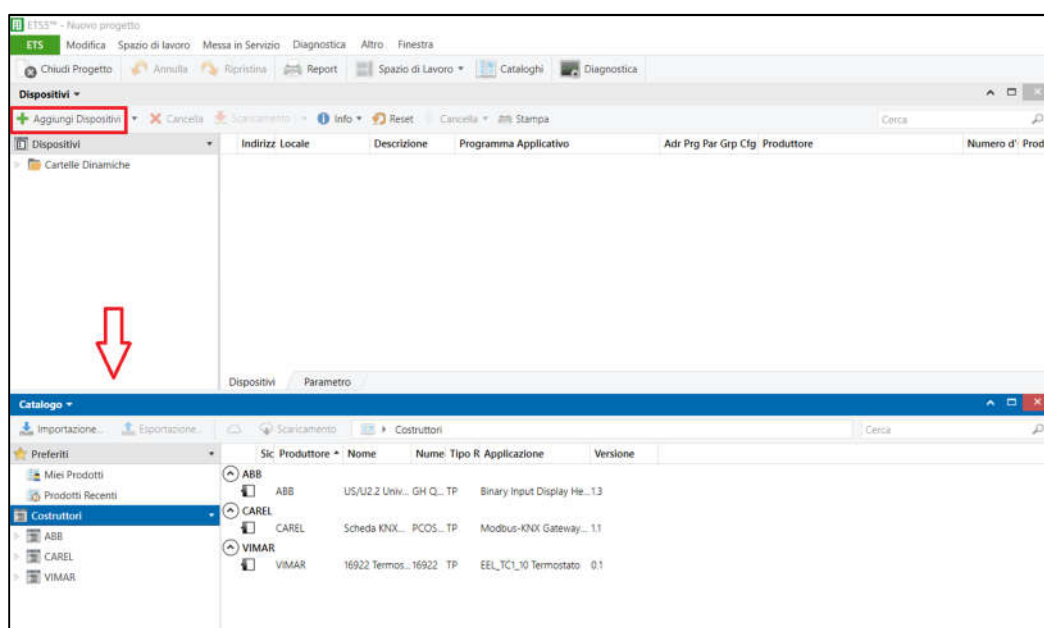 ETS5™ - Nuovo progetto
ETS Modifica Spazio di lavoro Messa in Servizio Diagnostica Altro Finestra
Chiudi Progetto Annulla Ripristina Report Spazio di Lavoro Cataloghi Diagnostica
Dispositivi
Aggiungi Dispositivi Cancella Scaricamento Info Reset Cancella Stampa Cerca
Dispositivi Indirizz Locale Descrizione Programma Applicativo Adr Prg Par Grp Cfg Produttore Numero d' Prod
Cartelle Dinamiche
Dispositivi Parametro
Catalogo
Importazione... Esportazione... Scaricamento Costruttori Cerca
Preferiti Sic Produttore Nome Nume Tipo R Applicazione Versione
Miei Prodotti ABB
Prodotti Recenti ABB US/U2.2 Univ... GH Q... TP Binary Input Display He... 1.3
Costruttori CAREL
ABB CAREL Scheda KNX... PCOS... TP Modbus-KNX Gateway... 1.1
CAREL VIMAR
VIMAR VIMAR 16922 Termos... 16922 TP EEL_TC1_10 Termostato 0.1